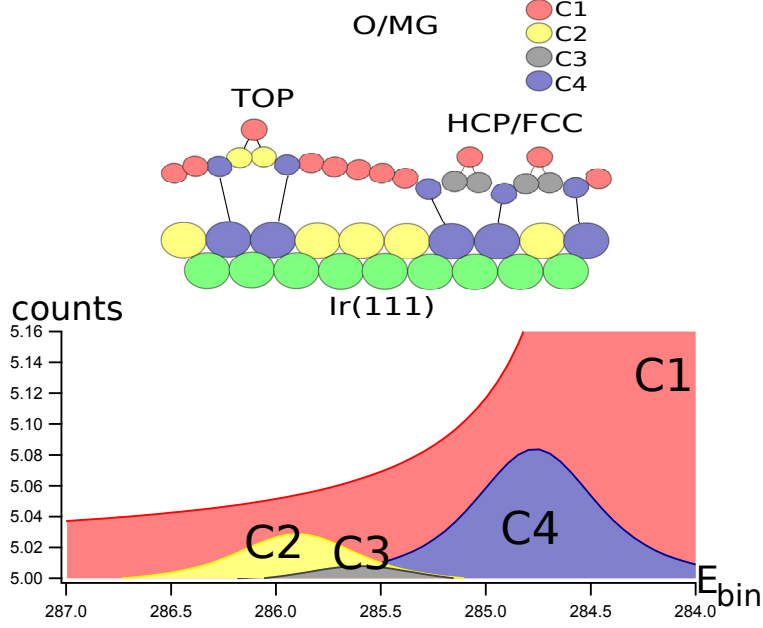 O/MG
C1
C2
C3
C4
TOP
HCP/FCC
Ir(111)
counts
5.16
5.14
5.12
5.10
5.08
5.06
5.04
5.02
5.00
C1
C2
C3
C4
287.0 286.5 286.0 285.5 285.0 284.5 284.0
Ebin